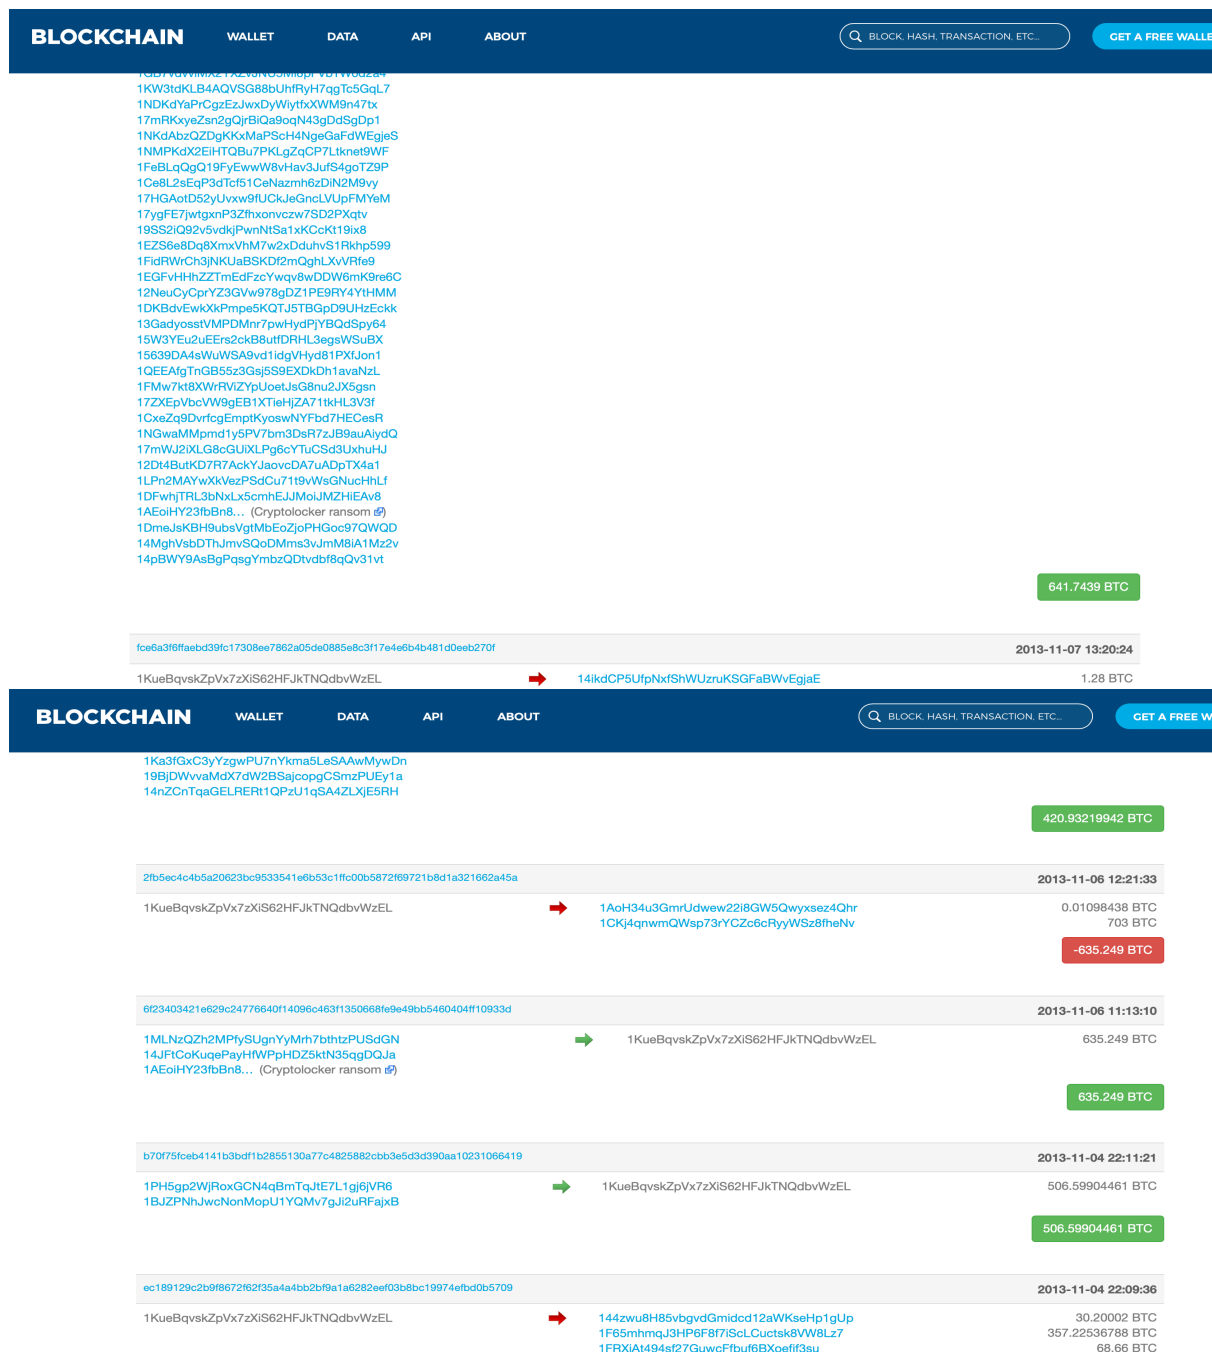 BLOCKCHAIN WALLET DATA API ABOUT BLOCK, HASH, TRANSACTION, ETC... GET A FREE WALLE
1KW3tdKLB4AQVSG88bUhfRyH7qgTc5GqL7
1NDKdYaPrCgzEzJwxDyWiytfxXWM9n47tx
17mRKxyeZsn2gQjrBiQa9oqN43gDdSgDp1
1NKdAbzQZDgKKxMaPScH4NgeGaFdWEgjeS
1NMPKdX2EiHTQBu7PKLgZqCP7Ltknet9WF
1FeBLqQgQ19FyEwwW8vHav3JufS4goTZ9P
1Ce8L2sEqP3dTcf51CeNazmh6zDiN2M9vy
17HGAotD52yUvxw9fUCkJeGncLVUpFMYeM
17ygFE7jwtgxnP3Zfhxonvczw7SD2PXqtv
19SS2iQ92v5vdkjPwnNtSa1xKCcKt19ix8
1EZS6e8Dq8XmxVhM7w2xDduhvS1Rkhp599
1FidRWrCh3jNKUaBSKDf2mQghLXvVRfe9
1EGFvHHhZZTmEdFzcYwqv8wDDW6mK9re6C
12NeuCyCprYZ3GVw978gDZ1PE9RY4YtHMM
1DKBdvEwkXkPmpe5KQTJ5TBGpD9UHzEckk
13GadyosstVMPDMnr7pwHydPjYBQdSpy64
15W3YEu2uEErs2ckB8utfDRHL3egsWSuBX
15639DA4sWuWSA9vd1idgVHyd81PXfJon1
1QEEAfgTnGB55z3Gsj5S9EXDkDh1avaNzL
1FMw7kt8XWrRViZYpUoetJsG8nu2JX5gsn
17ZXEpVbcVW9gEB1XTieHjZA71tkHL3V3f
1CxeZq9DvrfcgEmptKyoswNYFbd7HECesR
1NGwaMMpmd1y5PV7bm3DsR7zJB9auAiydQ
17mWJ2iXLG8cGUiXLPg6cYTuCSd3UxhuHJ
12Dt4ButKD7R7AckYJaovcDA7uADpTX4a1
1LPn2MAYwXkVezPSdCu71t9vWsGNucHhLf
1DFwhjTRL3bNxLx5cmhEJJMoiJMZHiEAv8
1AEoiHY23fbBn8... (Cryptolocker ransom)
1DmeJsKBH9ubsVgtMbEoZjoPHGoc97QWQD
14MghVsbDThJmvSQoDMms3vJmM8iA1Mz2v
14pBWY9AsBgPqsgYmbzQDtvdbf8qQv31vt
641.7439 BTC
fce6a3f6ffaebd39fc17308ee7862a05de0885e8c3f17e4e6b4b481d0eeb270f 2013-11-07 13:20:24
1KueBqvskZpVx7zXiS62HFJkTNQdbvWzEL 14ikdCP5UfpNxfShWUzruKSGFaBWvEgjaE 1.28 BTC
BLOCKCHAIN WALLET DATA API ABOUT BLOCK, HASH, TRANSACTION, ETC... GET A FREE W
1Ka3fGxC3yYzgwPU7nYkma5LeSAAwMywDn
19BjDWvvaMdX7dW2BSajcopgCSmzPUEy1a
14nZCnTqaGELRERt1QPzU1qSA4ZLXjE5RH
420.93219942 BTC
2fb5ec4c4b5a20623bc9533541e6b53c1ffc00b5872f69721b8d1a321662a45a 2013-11-06 12:21:33
1KueBqvskZpVx7zXiS62HFJkTNQdbvWzEL 1AoH34u3GmrUdwew22i8GW5Qwyxsez4Qhr 0.01098438 BTC
1CKj4qnwmQWsp73rYCZc6cRyyWSz8fheNv 703 BTC
-635.249 BTC
6f23403421e629c24776640f14096c463f1350668fe9e49bb5460404ff10933d 2013-11-06 11:13:10
1MLNzQZh2MPfySUgnYyMrh7bthtzPUSdGN 1KueBqvskZpVx7zXiS62HFJkTNQdbvWzEL 635.249 BTC
14JFtCoKuqePayHfWPpHDZ5ktN35qgDQJa
1AEoiHY23fbBn8... (Cryptolocker ransom)
635.249 BTC
b70f75fceb4141b3bdf1b2855130a77c4825882cbb3e5d3d390aa10231066419 2013-11-04 22:11:21
1PH5gp2WjRoxGCN4qBmTqJtE7L1gj6jVR6 1KueBqvskZpVx7zXiS62HFJkTNQdbvWzEL 506.59904461 BTC
1BJZPNhJwcNonMopU1YQMv7gJi2uRFajxB
506.59904461 BTC
ec189129c2b9f8672f62f35a4a4bb2bf9a1a6282eef03b8bc19974efbd0b5709 2013-11-04 22:09:36
1KueBqvskZpVx7zXiS62HFJkTNQdbvWzEL 144zwu8H85vbgvdGmidcd12aWKseHp1gUp 30.20002 BTC
1F65mhmqJ3HP6F8f7iScLCuctsk8VW8Lz7 357.22536788 BTC
1FRXiAt494sf27GuwcFfbuf6BXoefif3su 68.66 BTC